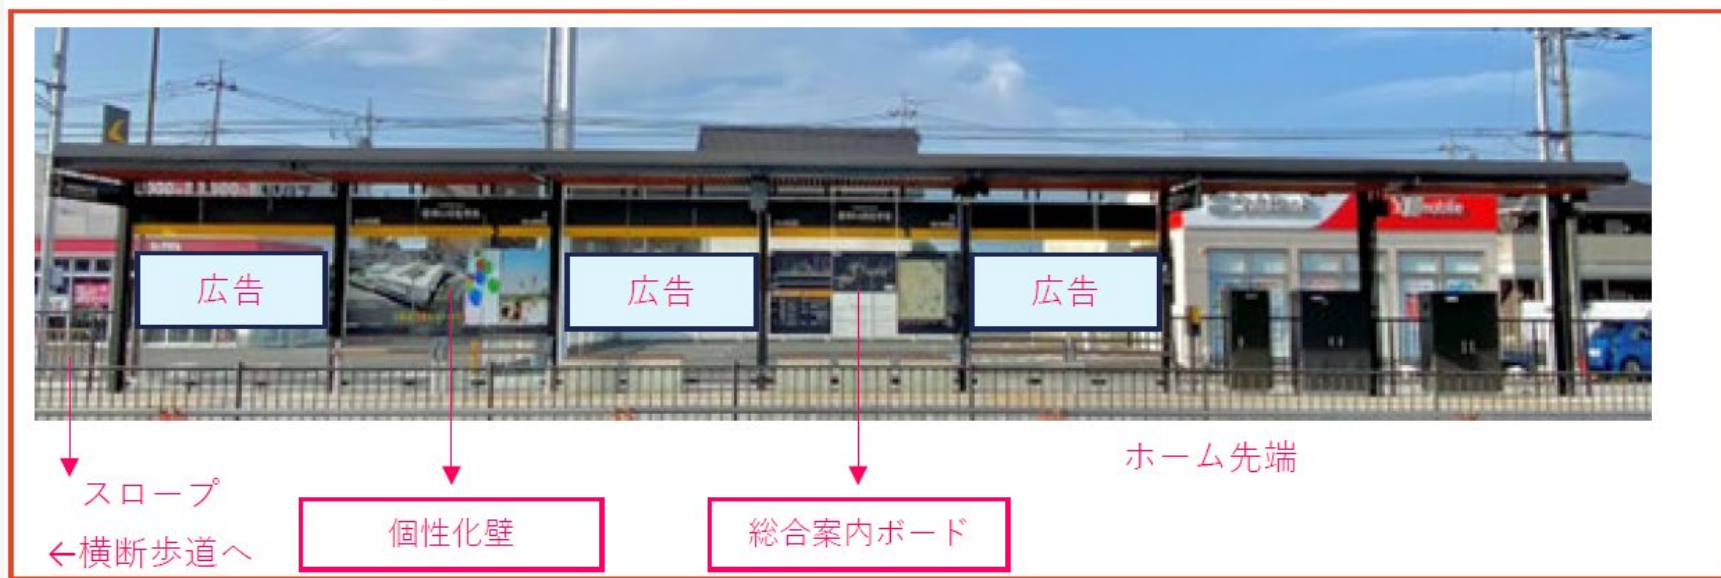 広告
広告
広告
ホーム先端
スロープ
←横断歩道へ
個性化壁
総合案内ボード